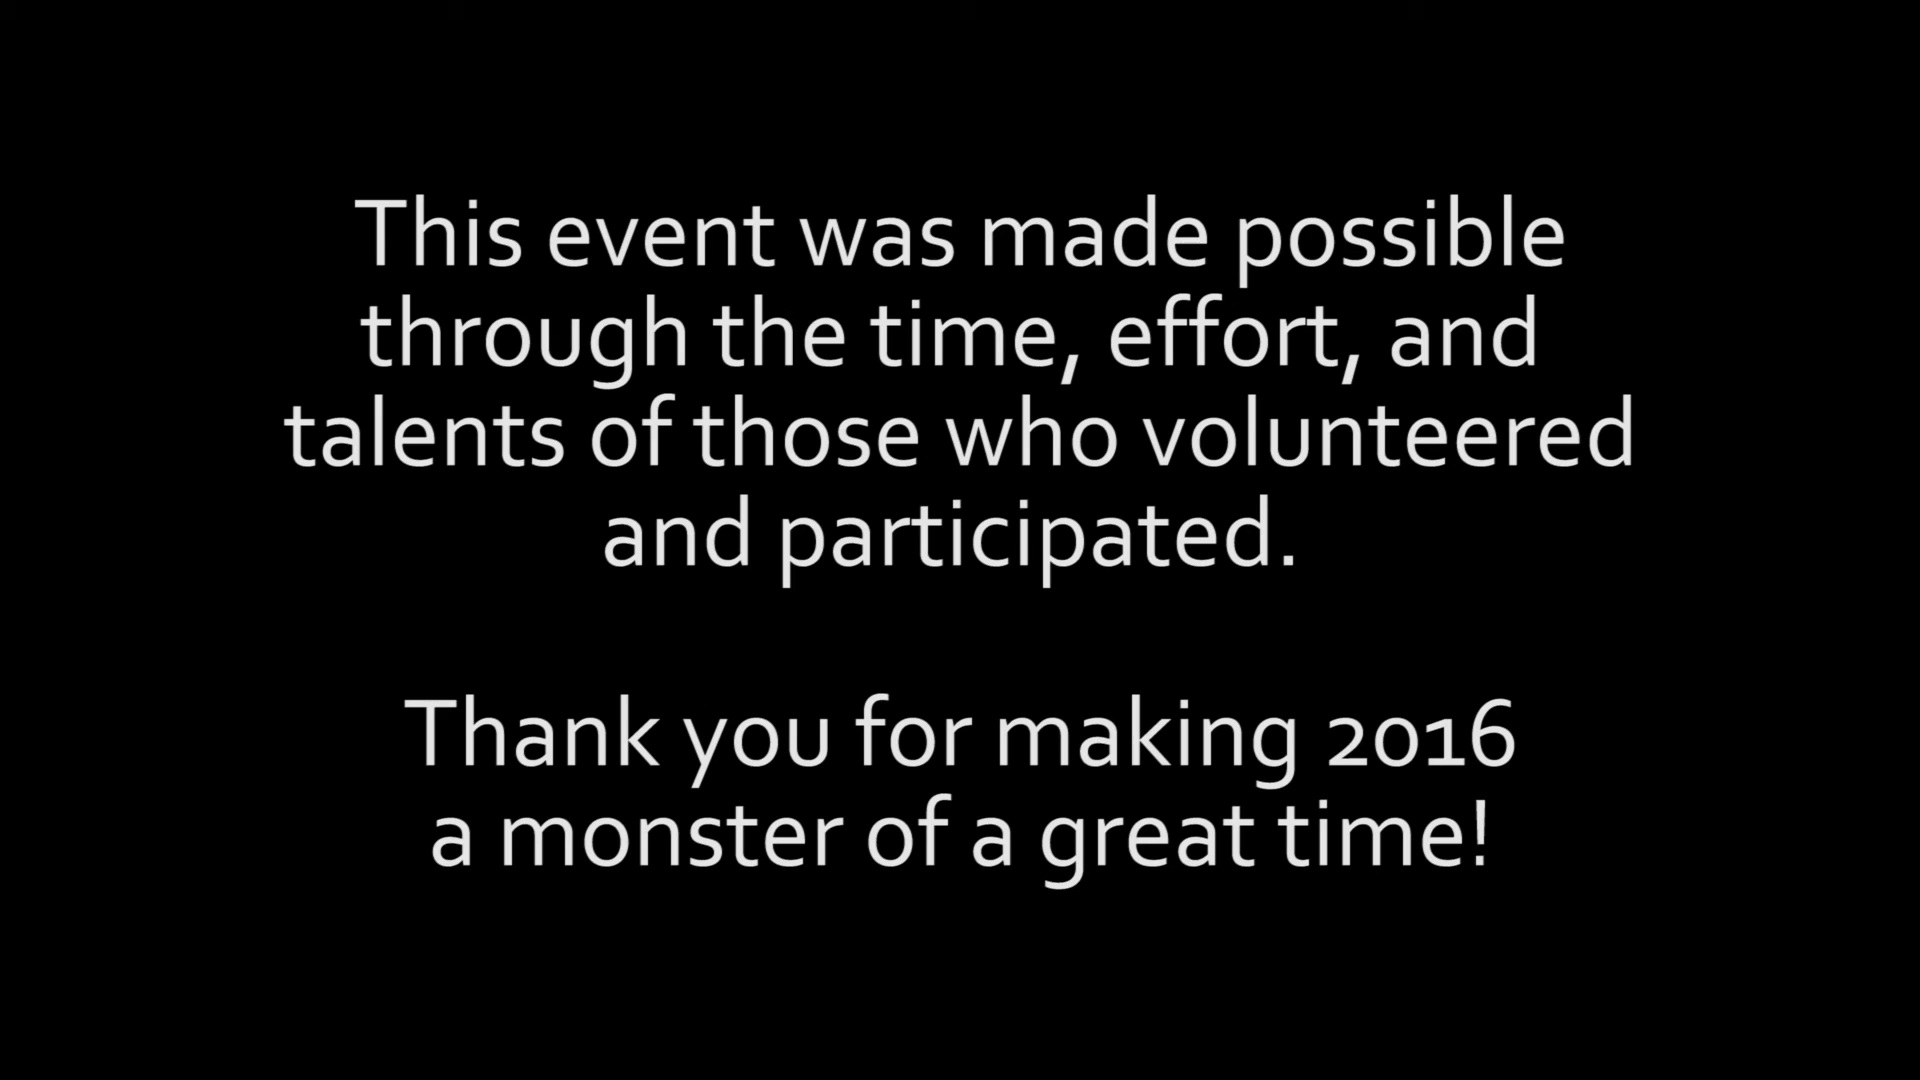 This event was made possible
through the time, effort, and
talents of those who volunteered
and participated.
Thank you for making 2016
a monster of a great time!